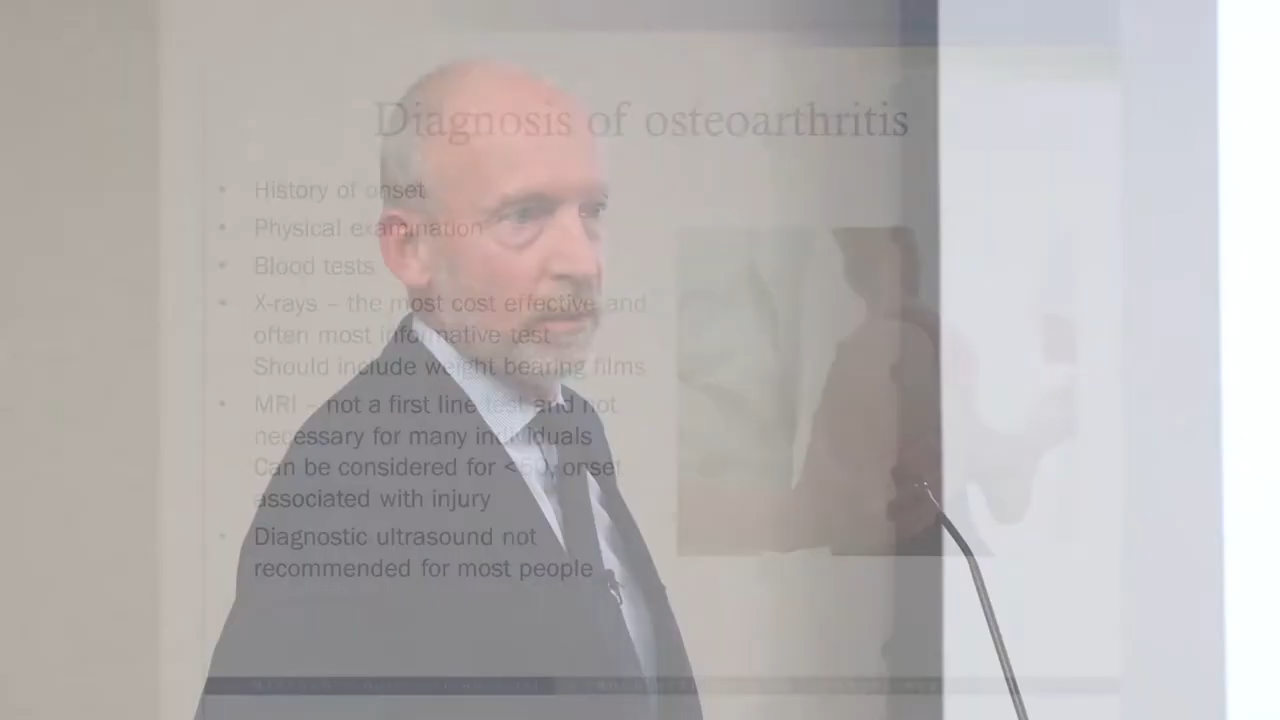 Diagnosis of osteoarthritis
• History of onset
• Physical examination
• Blood tests
• X-rays – the most cost effective and
often most informative test
Should include weight bearing films
• MRI – not a first line test and not
necessary for many individuals
Can be considered for <50, onset
associated with injury
• Diagnostic ultrasound not
recommended for most people